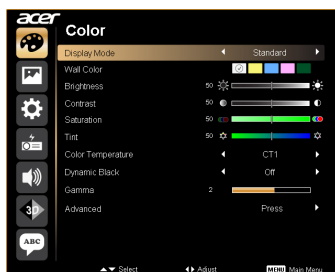 acer
Color
Display Mode Standard
Wall Color
Brightness 50
Contrast 50
Saturation 50
Tint 50
Color Temperature CT1
Dynamic Black Off
Gamma 2
Advanced Press
3D
ABC
Select Adjust MENU Main Menu